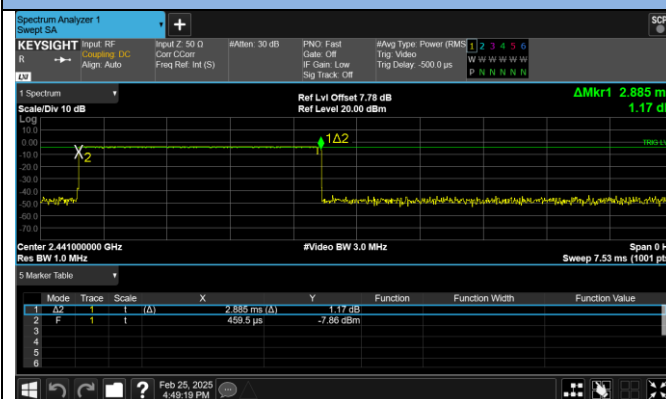 Spectrum Analyzer 1
Swept SA
+
KEYSIGHT Input: RF Input Z: 50 Ω #Atten: 30 dB PNO: Fast #Avg Type: Power (RMS 1 2 3 4 5 6
R Coupling: DC Corr CCorr Gate: Off Trig: Video W W W W W W
Align: Auto Freq Ref: Int (S) IF Gain: Low Trig Delay: -500.0 µs P N N N N N
LXI Sig Track: Off
1 Spectrum Ref Lvl Offset 7.78 dB ΔMkr1 2.885 m
Scale/Div 10 dB Ref Level 20.00 dBm 1.17 d
Log
10.0
0.00 1Δ2 TRIG LV
-10.0 X2
-20.0
-30.0
-40.0
-50.0
-60.0
-70.0
Center 2.441000000 GHz #Video BW 3.0 MHz Span 0 H
Res BW 1.0 MHz Sweep 7.53 ms (1001 pts
5 Marker Table
Mode Trace Scale X Y Function Function Width Function Value
1 Δ2 1 t (Δ) 2.885 ms (Δ) 1.17 dB
2 F 1 t 459.5 µs -7.86 dBm
3
4
5
6
? Feb 25, 2025
4:49:19 PM